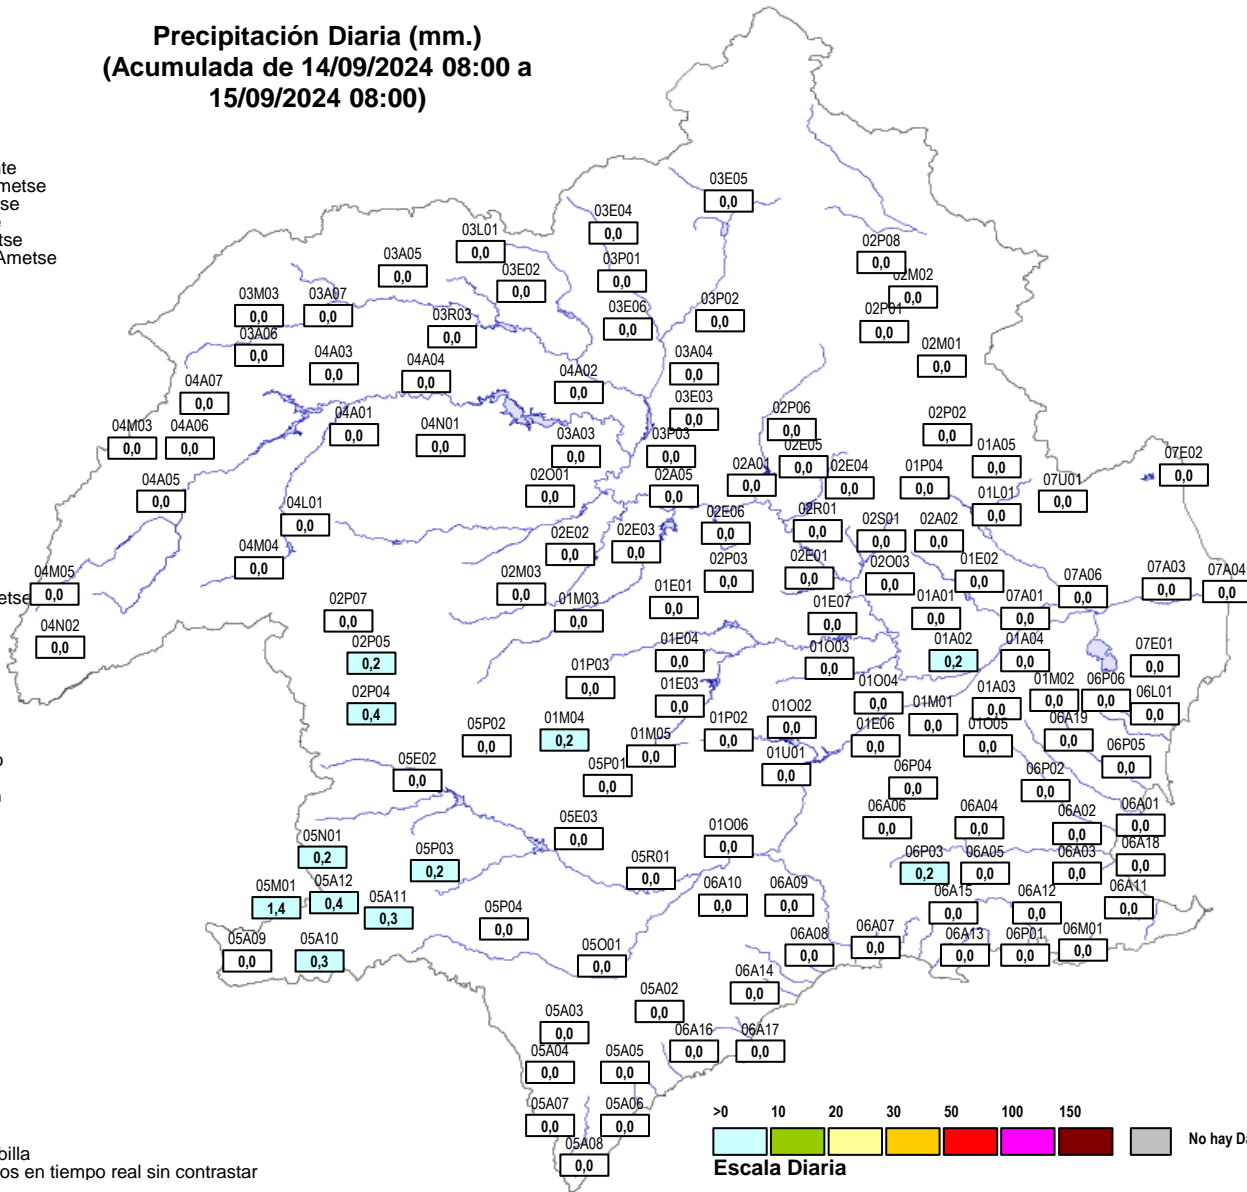 Precipitación Diaria (mm.)
(Acumulada de 14/09/2024 08:00 a
15/09/2024 08:00)
03E05
0,0
03E04
0,0
03L01
0,0
03A05
0,0
03E02
0,0
03P01
0,0
02P08
0,0
02M02
0,0
03M03
0,0
03A07
0,0
03R03
0,0
03E06
0,0
03P02
0,0
02P01
0,0
03A06
0,0
04A03
0,0
04A04
0,0
04A02
0,0
03A04
0,0
02M01
0,0
04A07
0,0
03E03
0,0
04M03
0,0
04A06
0,0
04A01
0,0
04N01
0,0
03A03
0,0
03P03
0,0
02P06
0,0
02P02
0,0
02E05
0,0
01A05
0,0
07E02
0,0
04A05
0,0
02O01
0,0
02A05
0,0
02A01
0,0
02E04
0,0
01P04
0,0
07U01
0,0
01L01
0,0
04L01
0,0
02E06
0,0
02R01
0,0
02S01
0,0
02A02
0,0
04M04
0,0
02E02
0,0
02E03
0,0
04M05
0,0
02M03
0,0
02P03
0,0
02E01
0,0
02O03
0,0
01E02
0,0
07A06
0,0
07A03
0,0
07A04
0,0
02P07
0,0
01M03
0,0
01E01
0,0
01E07
0,0
01A01
0,0
07A01
0,0
04N02
0,0
02P05
0,2
01E04
0,0
01O03
0,0
01A02
0,2
01A04
0,0
07E01
0,0
02P04
0,4
01P03
0,0
01E03
0,0
01O04
0,0
01A03
0,0
01M02
0,0
06P06
0,0
06L01
0,0
05P02
0,0
01M04
0,2
01M05
0,0
01P02
0,0
01O02
0,0
01E06
0,0
01M01
0,0
01O05
0,0
06A19
0,0
06P05
0,0
05E02
0,0
05P01
0,0
01U01
0,0
06P04
0,0
06P02
0,0
05E03
0,0
01O06
0,0
06A06
0,0
06A04
0,0
06A02
0,0
06A01
0,0
05N01
0,2
05P03
0,2
05R01
0,0
06P03
0,2
06A05
0,0
06A03
0,0
06A18
0,0
05M01
1,4
05A12
0,4
05A11
0,3
05P04
0,0
06A10
0,0
06A09
0,0
06A15
0,0
06A12
0,0
06A11
0,0
05A09
0,0
05A10
0,3
05O01
0,0
06A08
0,0
06A07
0,0
06A13
0,0
06P01
0,0
06M01
0,0
06A14
0,0
05A02
0,0
05A03
0,0
06A16
0,0
06A17
0,0
05A04
0,0
05A05
0,0
05A07
0,0
05A06
0,0
05A08
0,0
>0 10 20 30 50 100 150
Escala Diaria
os en tiempo real sin contrastar